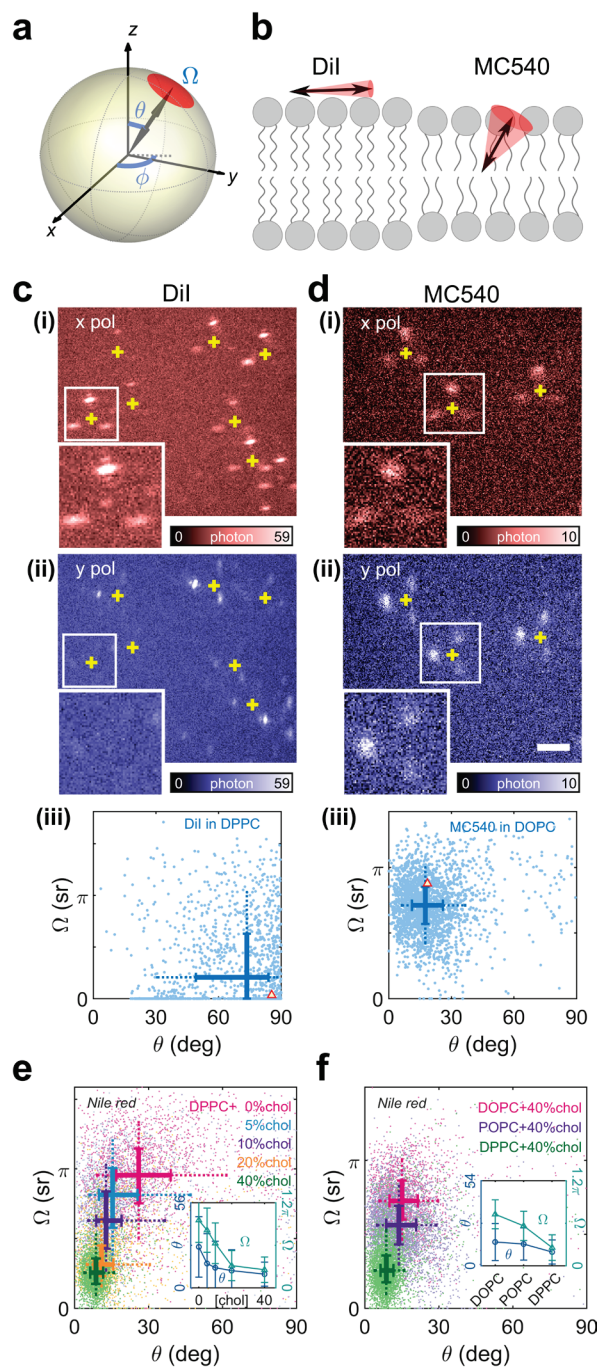 a
z
Ω
θ
ϕ
y
x
b
DiI
MC540
c
DiI
(i)
x pol
0 photon 59
(ii)
y pol
0 photon 59
(iii)
DiI in DPPC
Ω (sr)
π
0
0 30 60 90
θ (deg)
d
MC540
(i)
x pol
0 photon 10
(ii)
y pol
0 photon 10
(iii)
MC540 in DOPC
Ω (sr)
π
0
0 30 60 90
θ (deg)
e
Nile red
DPPC+ 0%chol
5%chol
10%chol
20%chol
40%chol
Ω (sr)
π
0
56
θ
0
1.2π
Ω
0
0 [chol] 40
0 30 60 90
θ (deg)
f
Nile red
DOPC+40%chol
POPC+40%chol
DPPC+40%chol
Ω (sr)
π
0
54
θ
0
Ω
θ
1.2π
Ω
0
DOPC
POPC
DPPC
0 30 60 90
θ (deg)